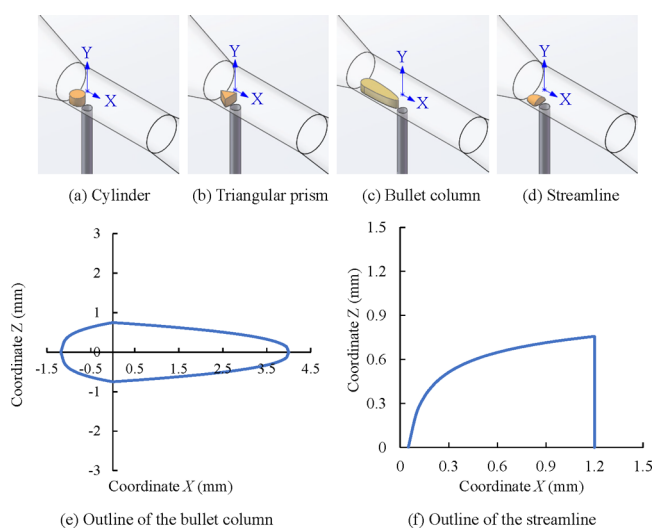 Y
X
Y
X
Y
X
Y
X
(a) Cylinder
(b) Triangular prism
(c) Bullet column
(d) Streamline
3
2
1
0
-1
-2
-3
-1.5
-0.5
0.5
1.5
2.5
3.5
4.5
Coordinate Z (mm)
Coordinate X (mm)
(e) Outline of the bullet column
1.5
1.2
0.9
0.6
0.3
0
0
0.3
0.6
0.9
1.2
1.5
Coordinate Z (mm)
Coordinate X (mm)
(f) Outline of the streamline